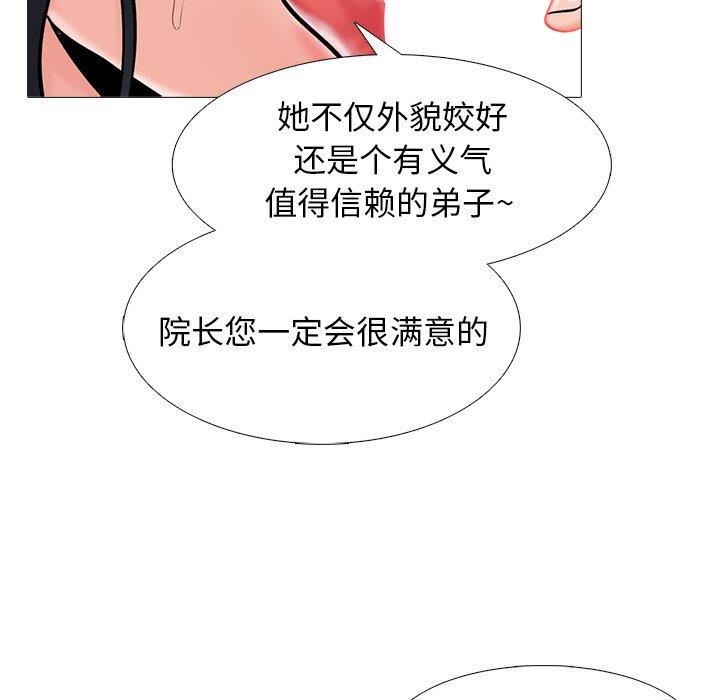 她不仅外貌姣好
还是个有义气
值得信赖的弟子~
院长您一定会很满意的